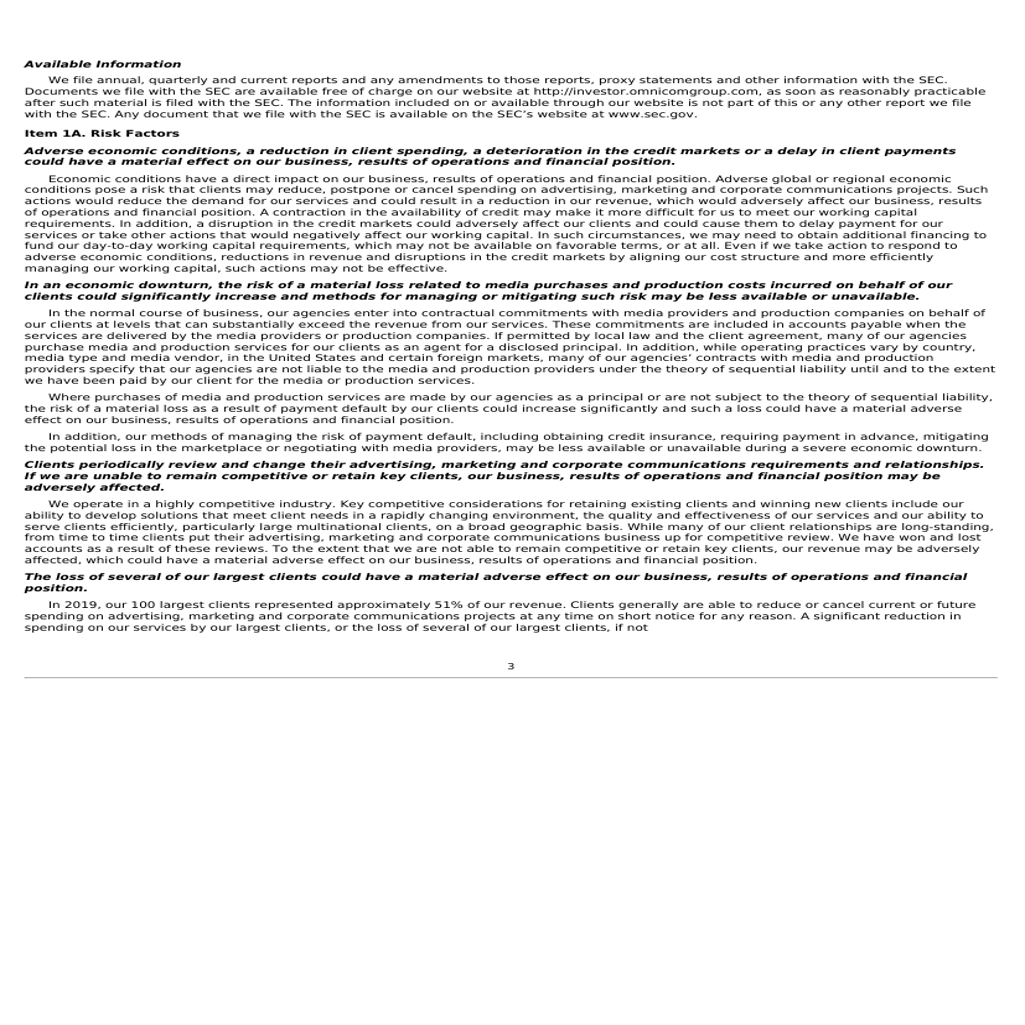 Available Information
We file annual, quarterly and current reports and any amendments to those reports, proxy statements and other information with the SEC.
Documents we file with the SEC are available free of charge on our website at http://investor.omnicomgroup.com, as soon as reasonably practicable
after such material is filed with the SEC. The information included on or available through our website is not part of this or any other report we file
with the SEC. Any document that we file with the SEC is available on the SEC’s website at www.sec.gov.
Item 1A. Risk Factors
Adverse economic conditions, a reduction in client spending, a deterioration in the credit markets or a delay in client payments
could have a material effect on our business, results of operations and financial position.
Economic conditions have a direct impact on our business, results of operations and financial position. Adverse global or regional economic
conditions pose a risk that clients may reduce, postpone or cancel spending on advertising, marketing and corporate communications projects. Such
actions would reduce the demand for our services and could result in a reduction in our revenue, which would adversely affect our business, results
of operations and financial position. A contraction in the availability of credit may make it more difficult for us to meet our working capital
requirements. In addition, a disruption in the credit markets could adversely affect our clients and could cause them to delay payment for our
services or take other actions that would negatively affect our working capital. In such circumstances, we may need to obtain additional financing to
fund our day-to-day working capital requirements, which may not be available on favorable terms, or at all. Even if we take action to respond to
adverse economic conditions, reductions in revenue and disruptions in the credit markets by aligning our cost structure and more efficiently
managing our working capital, such actions may not be effective.
In an economic downturn, the risk of a material loss related to media purchases and production costs incurred on behalf of our
clients could significantly increase and methods for managing or mitigating such risk may be less available or unavailable.
In the normal course of business, our agencies enter into contractual commitments with media providers and production companies on behalf of
our clients at levels that can substantially exceed the revenue from our services. These commitments are included in accounts payable when the
services are delivered by the media providers or production companies. If permitted by local law and the client agreement, many of our agencies
purchase media and production services for our clients as an agent for a disclosed principal. In addition, while operating practices vary by country,
media type and media vendor, in the United States and certain foreign markets, many of our agencies’ contracts with media and production
providers specify that our agencies are not liable to the media and production providers under the theory of sequential liability until and to the extent
we have been paid by our client for the media or production services.
Where purchases of media and production services are made by our agencies as a principal or are not subject to the theory of sequential liability,
the risk of a material loss as a result of payment default by our clients could increase significantly and such a loss could have a material adverse
effect on our business, results of operations and financial position.
In addition, our methods of managing the risk of payment default, including obtaining credit insurance, requiring payment in advance, mitigating
the potential loss in the marketplace or negotiating with media providers, may be less available or unavailable during a severe economic downturn.
Clients periodically review and change their advertising, marketing and corporate communications requirements and relationships.
If we are unable to remain competitive or retain key clients, our business, results of operations and financial position may be
adversely affected.
We operate in a highly competitive industry. Key competitive considerations for retaining existing clients and winning new clients include our
ability to develop solutions that meet client needs in a rapidly changing environment, the quality and effectiveness of our services and our ability to
serve clients efficiently, particularly large multinational clients, on a broad geographic basis. While many of our client relationships are long-standing,
from time to time clients put their advertising, marketing and corporate communications business up for competitive review. We have won and lost
accounts as a result of these reviews. To the extent that we are not able to remain competitive or retain key clients, our revenue may be adversely
affected, which could have a material adverse effect on our business, results of operations and financial position.
The loss of several of our largest clients could have a material adverse effect on our business, results of operations and financial
position.
In 2019, our 100 largest clients represented approximately 51% of our revenue. Clients generally are able to reduce or cancel current or future
spending on advertising, marketing and corporate communications projects at any time on short notice for any reason. A significant reduction in
spending on our services by our largest clients, or the loss of several of our largest clients, if not
3